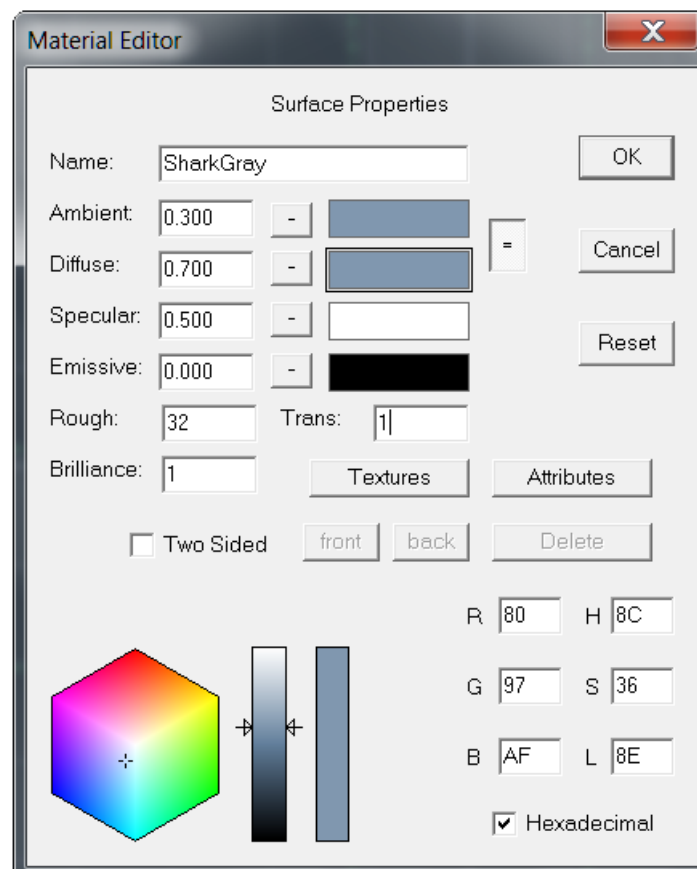 Material Editor
Surface Properties
Name: SharkGray OK
Ambient: 0.300 - =
Diffuse: 0.700 - Cancel
Specular: 0.500 -
Emissive: 0.000 - Reset
Rough: 32 Trans: 1
Brilliance: 1 Textures Attributes
Two Sided front back Delete
R 80 H 8C
G 97 S 36
B AF L 8E
Hexadecimal